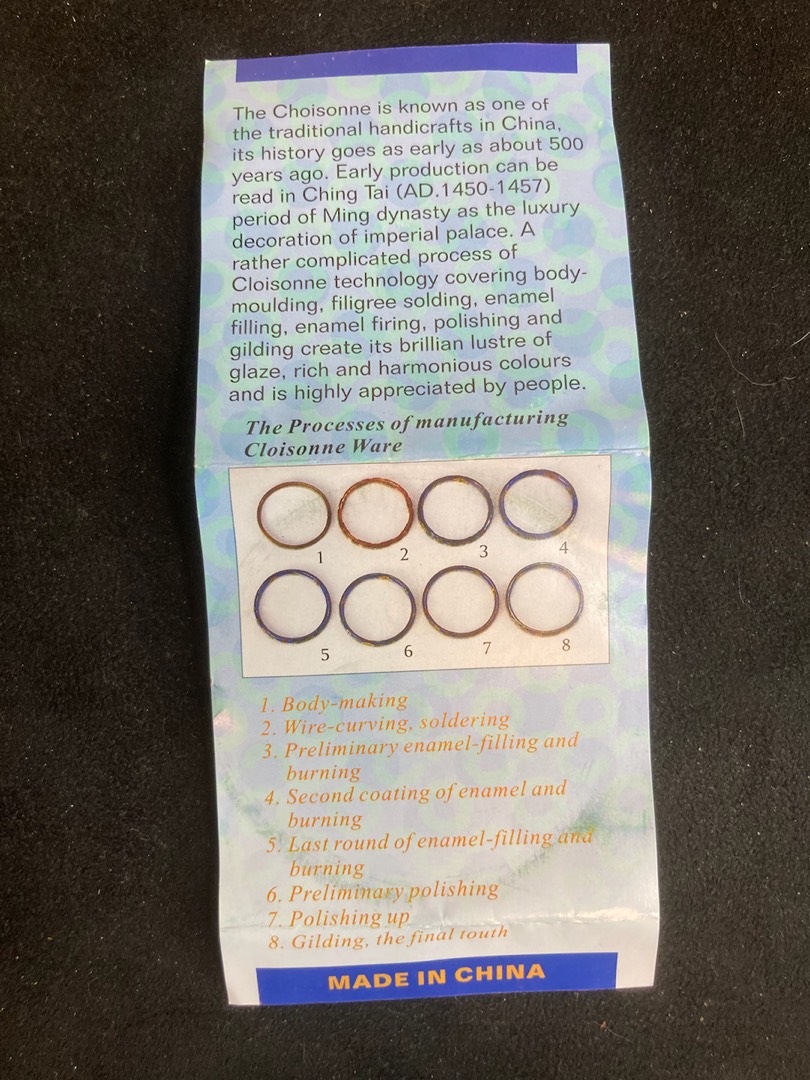 The Choisonne is known as one of
the traditional handicrafts in China,
its history goes as early as about 500
years ago. Early production can be
read in Ching Tai (AD.1450-1457)
period of Ming dynasty as the luxury
decoration of imperial palace. A
rather complicated process of
Cloisonne technology covering body-
moulding, filigree solding, enamel
filling, enamel firing, polishing and
gilding create its brillian lustre of
glaze, rich and harmonious colours
and is highly appreciated by people.
The Processes of manufacturing
Cloisonne Ware
1 2 3 4
5 6 7 8
1. Body-making
2. Wire-curving, soldering
3. Preliminary enamel-filling and
burning
4. Second coating of enamel and
burning
5. Last round of enamel-filling and
burning
6. Preliminary polishing
7. Polishing up
8. Gilding, the final touth
MADE IN CHINA